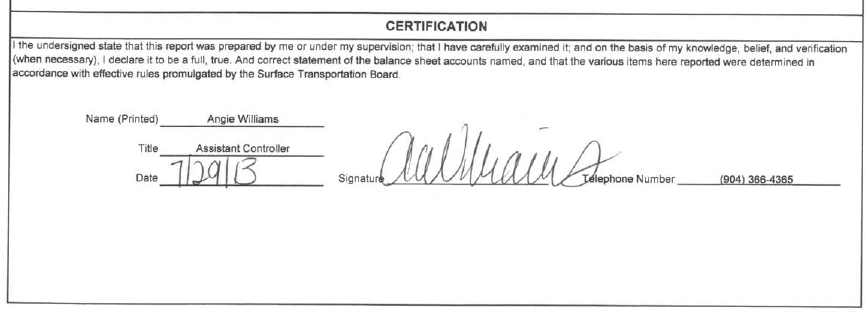 CERTIFICATION
I the undersigned state that this report was prepared by me or under my supervision; that I have carefully examined it; and on the basis of my knowledge, belief, and verification
(when necessary), I declare it to be a full, true. And correct statement of the balance sheet accounts named, and that the various items here reported were determined in
accordance with effective rules promulgated by the Surface Transportation Board.
Name (Printed) Angie Williams
Title Assistant Controller
Date 7/29/13
Signature Telephone Number (904) 366-4365